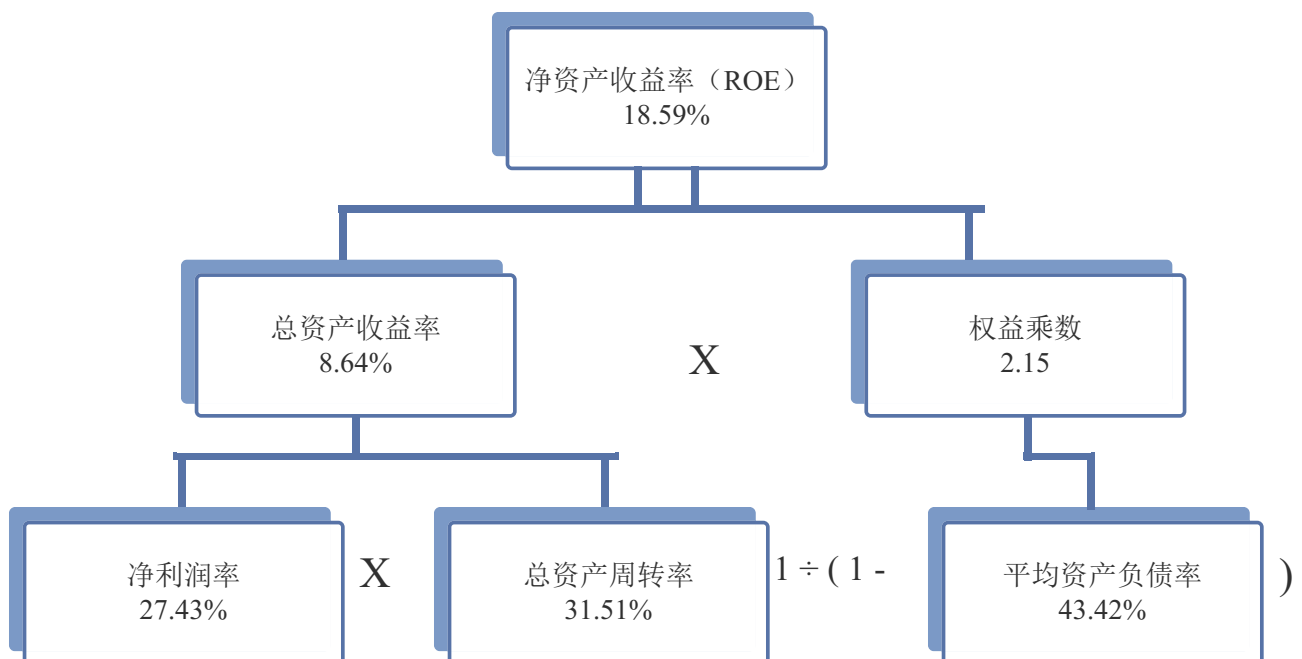 净资产收益率（ROE）
18.59%
总资产收益率
8.64%
X
权益乘数
2.15
净利润率
27.43%
X
总资产周转率
31.51%
1 ÷ ( 1 -
平均资产负债率
43.42%
)